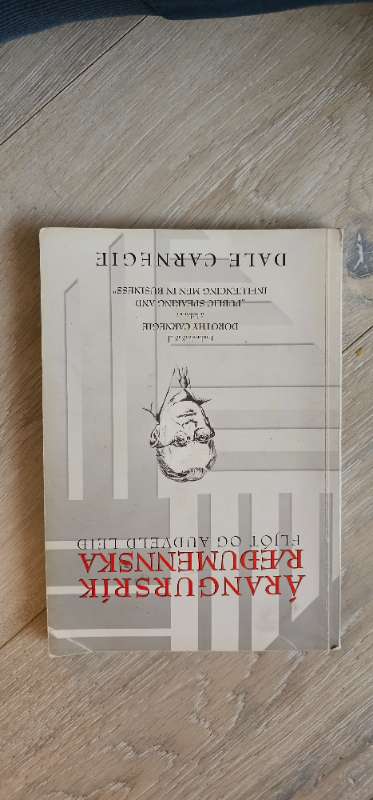 ÁRANGURSRÍK
RÆÐUMENNSKA
FLJÓT OG AUÐVELD LEIÐ
DOROTHY CARNEGIE
"PUBLIC SPEAKING AND
INFLUENCING MEN IN BUSINESS"
DALE CARNEGIE